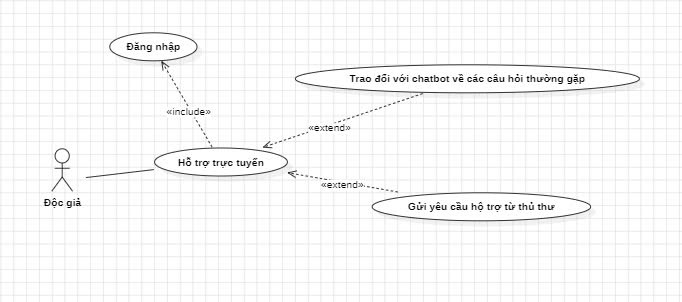 Đăng nhập
Trao đổi với chatbot về các câu hỏi thường gặp
«include»
«extend»
Hỗ trợ trực tuyến
«extend»
Độc giả
Gửi yêu cầu hộ trợ từ thủ thư